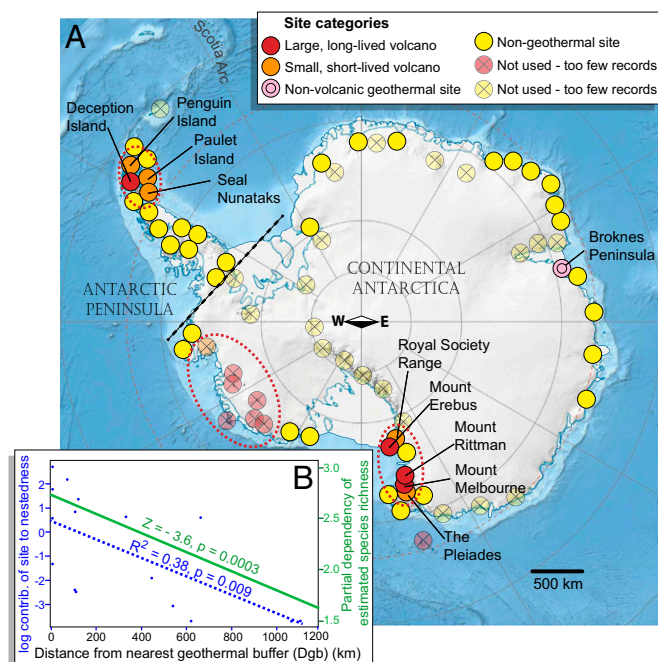 A
Scotia Arc
Site categories
Large, long-lived volcano
Small, short-lived volcano
Non-volcanic geothermal site
Non-geothermal site
Not used - too few records
Not used - too few records
Deception
Island
Penguin
Island
Paulet
Island
Seal
Nunataks
Broknes
Peninsula
CONTINENTAL
ANTARCTICA
ANTARCTIC
PENINSULA
W E
Royal Society
Range
Mount
Erebus
Mount
Rittman
Mount
Melbourne
The
Pleiades
500 km
B
log contrib. of site to nestedness
2
1
0
-1
-2
-3
Z = - 3.6, p = 0.0003
R2 = 0.38, p = 0.009
3.0
2.5
2.0
1.5
Partial dependency of
estimated species richness
0 200 400 600 800 1000 1200
Distance from nearest geothermal buffer (Dgb) (km)